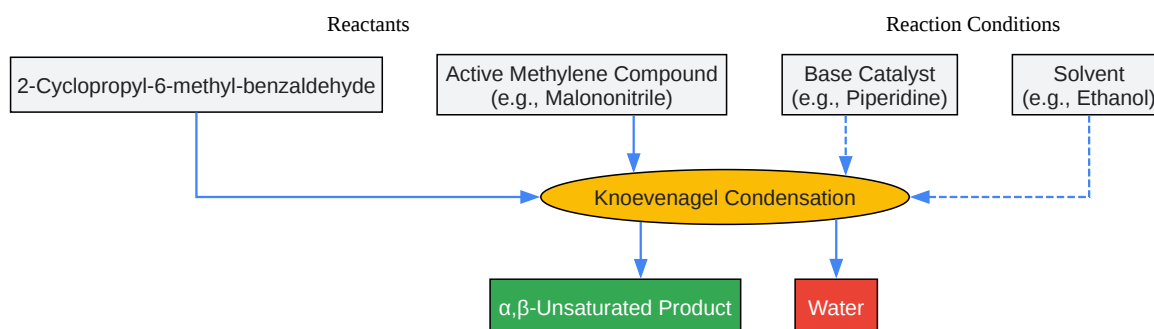 Reactants
Reaction Conditions
2-Cyclopropyl-6-methyl-benzaldehyde
Active Methylene Compound
(e.g., Malononitrile)
Base Catalyst
(e.g., Piperidine)
Solvent
(e.g., Ethanol)
Knoevenagel Condensation
α,β-Unsaturated Product
Water